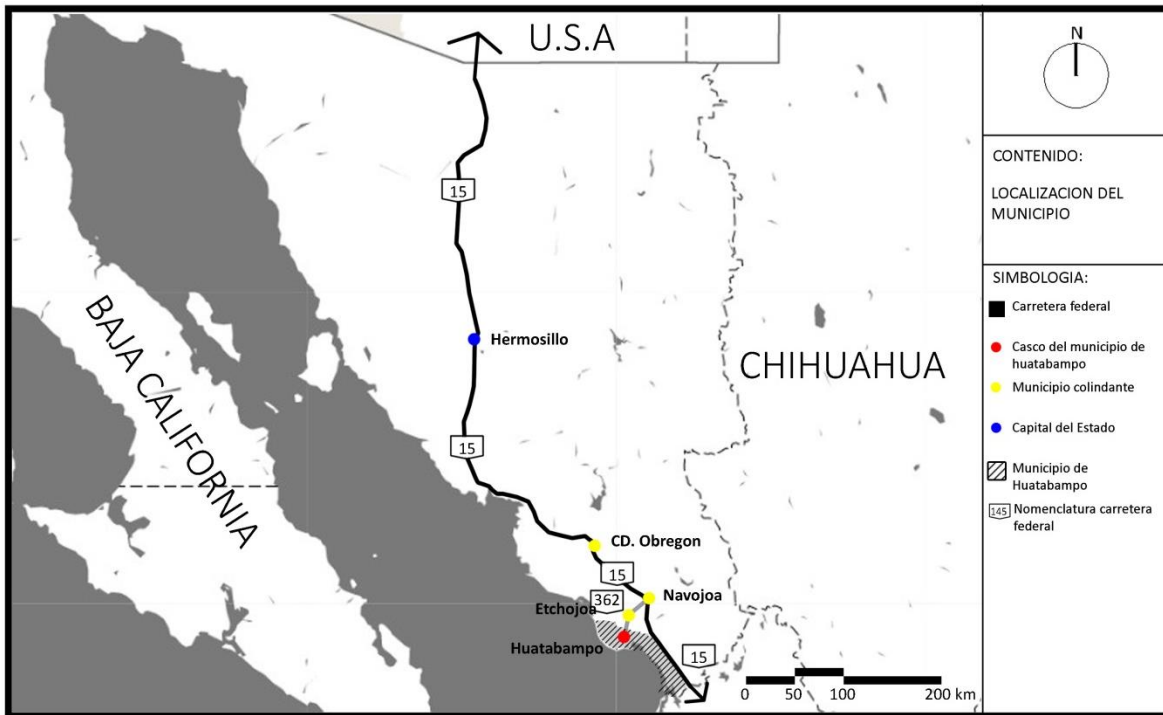 U.S.A
15
Hermosillo
BAJA CALIFORNIA
CHIHUAHUA
15
CD. Obregon
15
Navojoa
362
Etchojoa
Huatabampo
15
0 50 100 200 km
N
CONTENIDO:
LOCALIZACION DEL
MUNICIPIO
SIMBOLOGIA:
Carretera federal
Casco del municipio de
huatabampo
Municipio colindante
Capital del Estado
Municipio de
Huatabampo
145 Nomenclatura carretera
federal